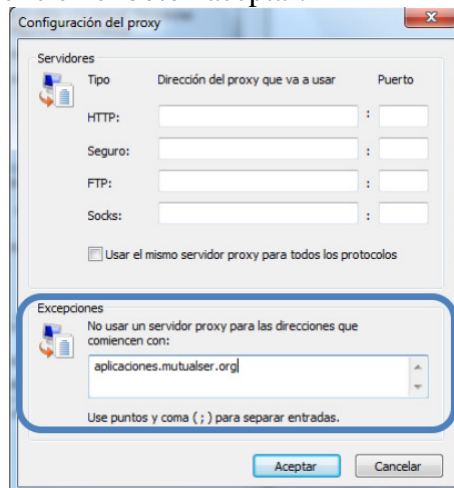 Configuración del proxy
Servidores
Tipo Dirección del proxy que va a usar Puerto
HTTP: :
Seguro: :
FTP: :
Socks: :
Usar el mismo servidor proxy para todos los protocolos
Excepciones
No usar un servidor proxy para las direcciones que
comiencen con:
aplicaciones.mutualser.org
Use puntos y coma ( ; ) para separar entradas.
Aceptar Cancelar